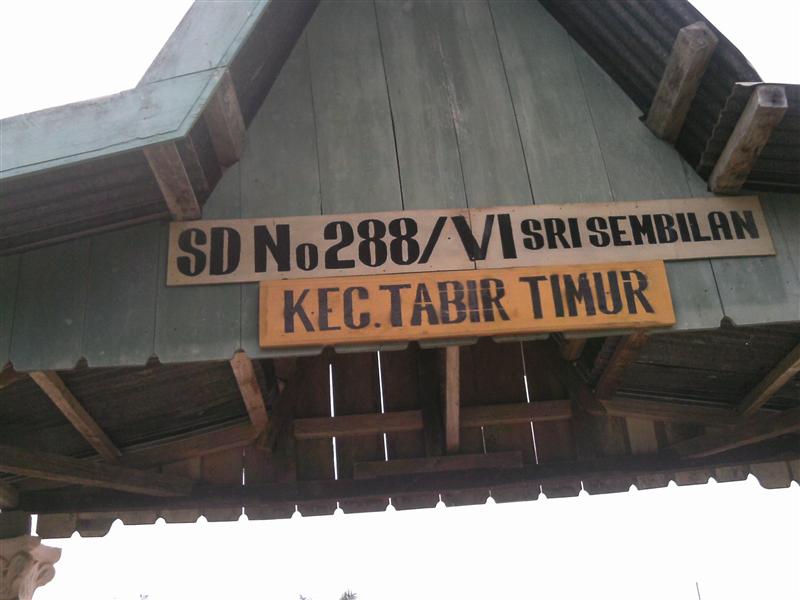 SD No 288/VI SRI SEMBILAN
KEC. TABIR TIMUR